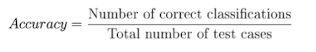 Accuracy = Number of correct classifications / Total number of test cases